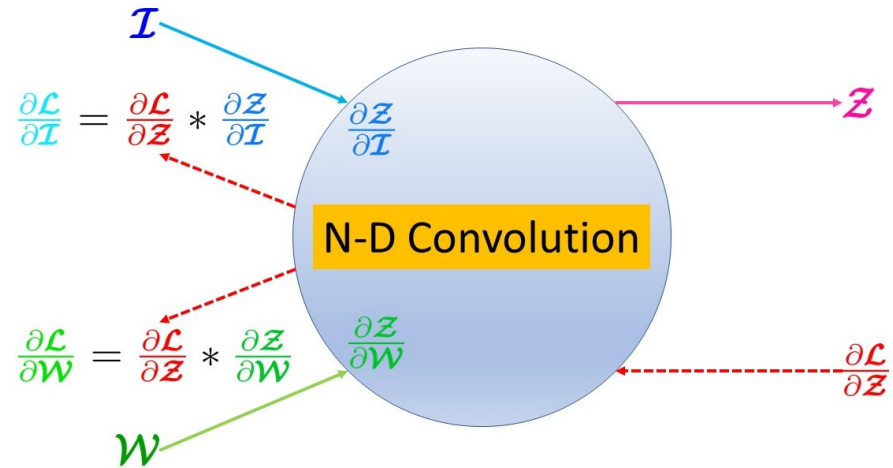 ℐ
𝒵
∂ℒ/∂ℐ = ∂ℒ/∂𝒵 * ∂𝒵/∂ℐ
∂𝒵/∂ℐ
N-D Convolution
∂ℒ/∂𝒲 = ∂ℒ/∂𝒵 * ∂𝒵/∂𝒲
∂𝒵/∂𝒲
∂ℒ/∂𝒵
𝒲